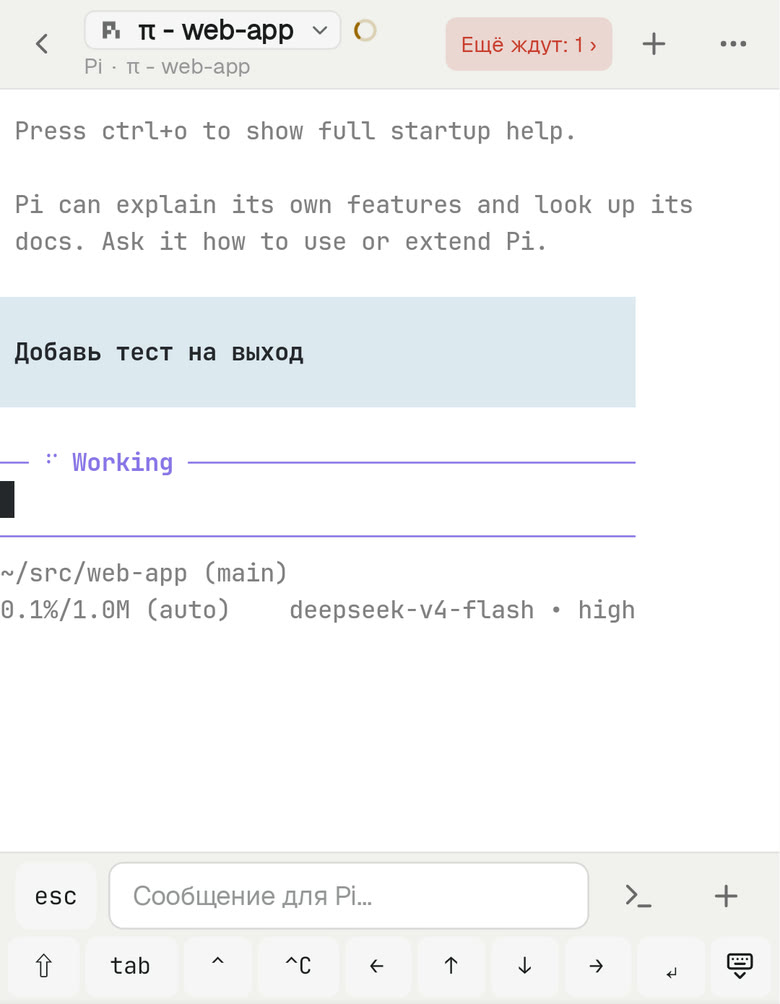 π - web-app
Ещё ждут: 1 ›
Pi · π - web-app
Press ctrl+o to show full startup help.
Pi can explain its own features and look up its
docs. Ask it how to use or extend Pi.
Добавь тест на выход
Working
~/src/web-app (main)
0.1%/1.0M (auto) deepseek-v4-flash • high
esc
Сообщение для Pi...
⇧ tab ^ ^C ← ↑ ↓ → ↵